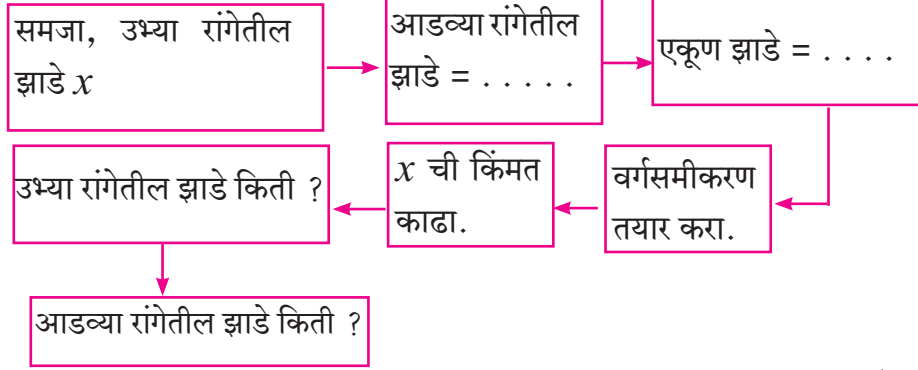 समजा, उभ्या रांगेतील
झाडे x
आडव्या रांगेतील
झाडे = . . . . .
एकूण झाडे = . . . .
वर्गसमीकरण
तयार करा.
x ची किंमत
काढा.
उभ्या रांगेतील झाडे किती ?
आडव्या रांगेतील झाडे किती ?